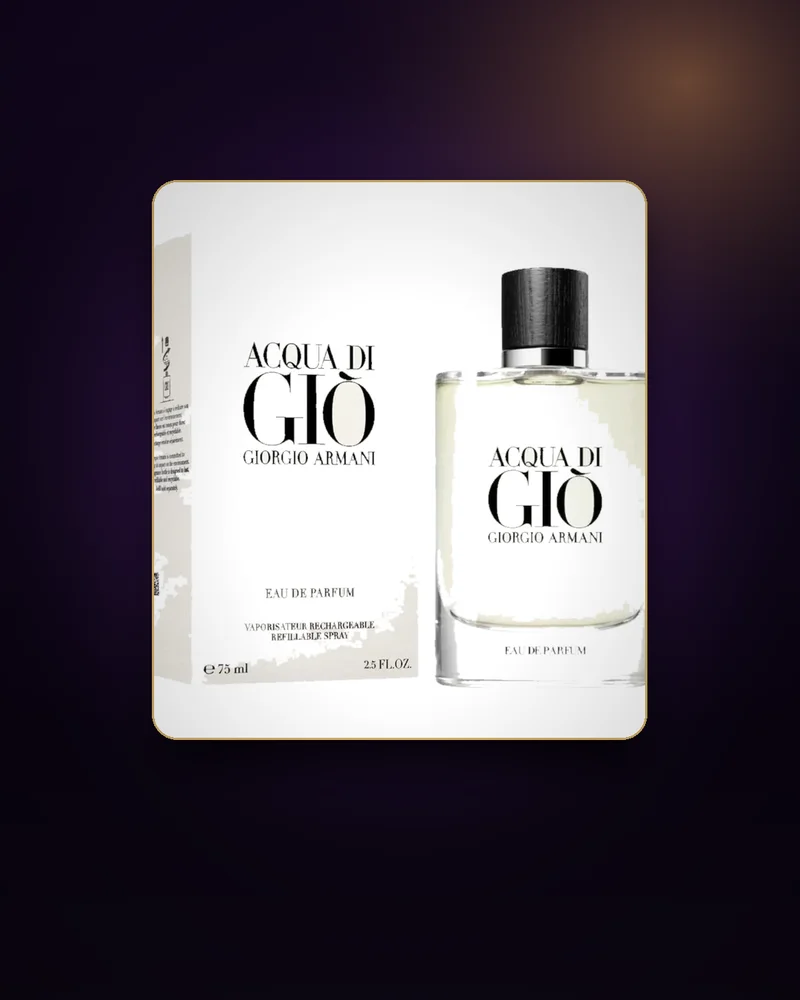 ACQUA DI
GIÒ
GIORGIO ARMANI
EAU DE PARFUM
VAPORISATEUR RECHARGEABLE
REFILLABLE SPRAY
℮ 75 ml
2.5 FL.OZ.
ACQUA DI
GIÒ
GIORGIO ARMANI
EAU DE PARFUM